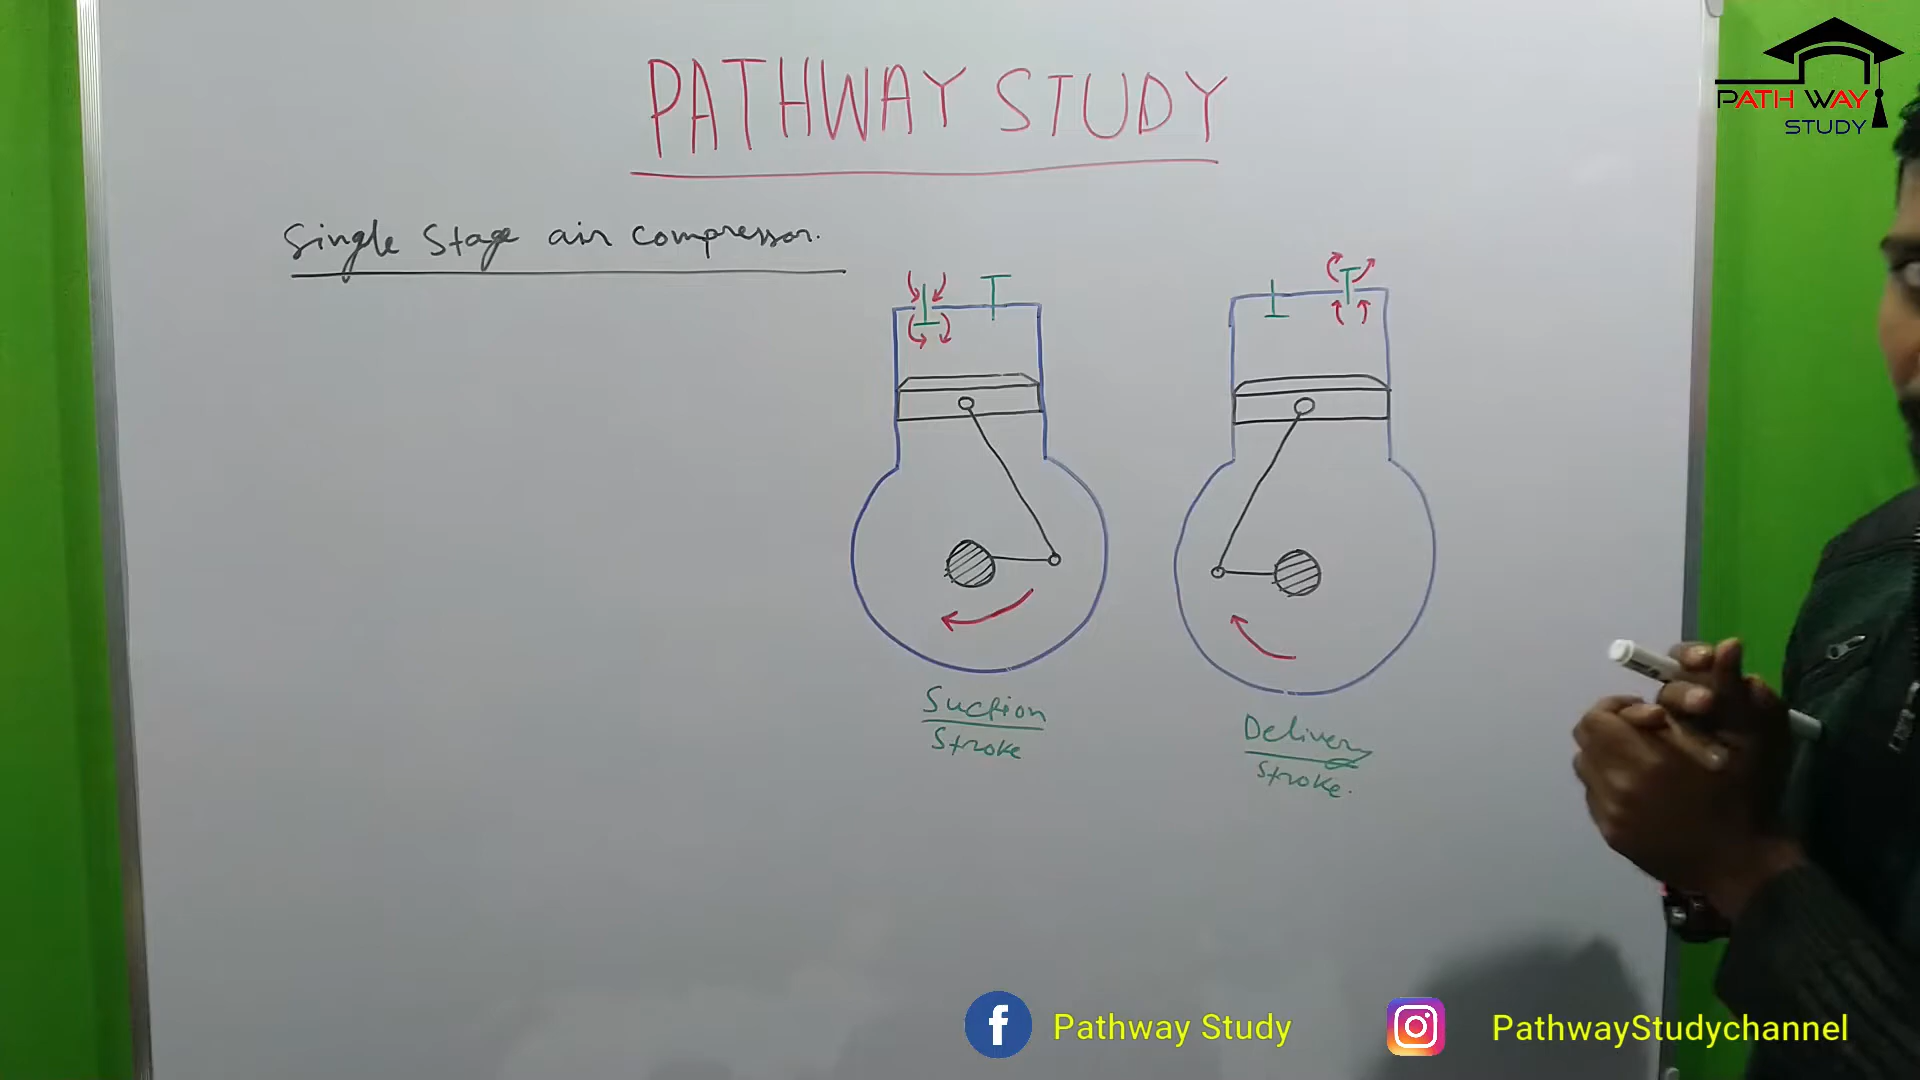 PATHWAY STUDY
PATH WAY
STUDY
Single Stage air compressor.
Suction
Stroke
Delivery
Stroke.
f Pathway Study
PathwayStudychannel